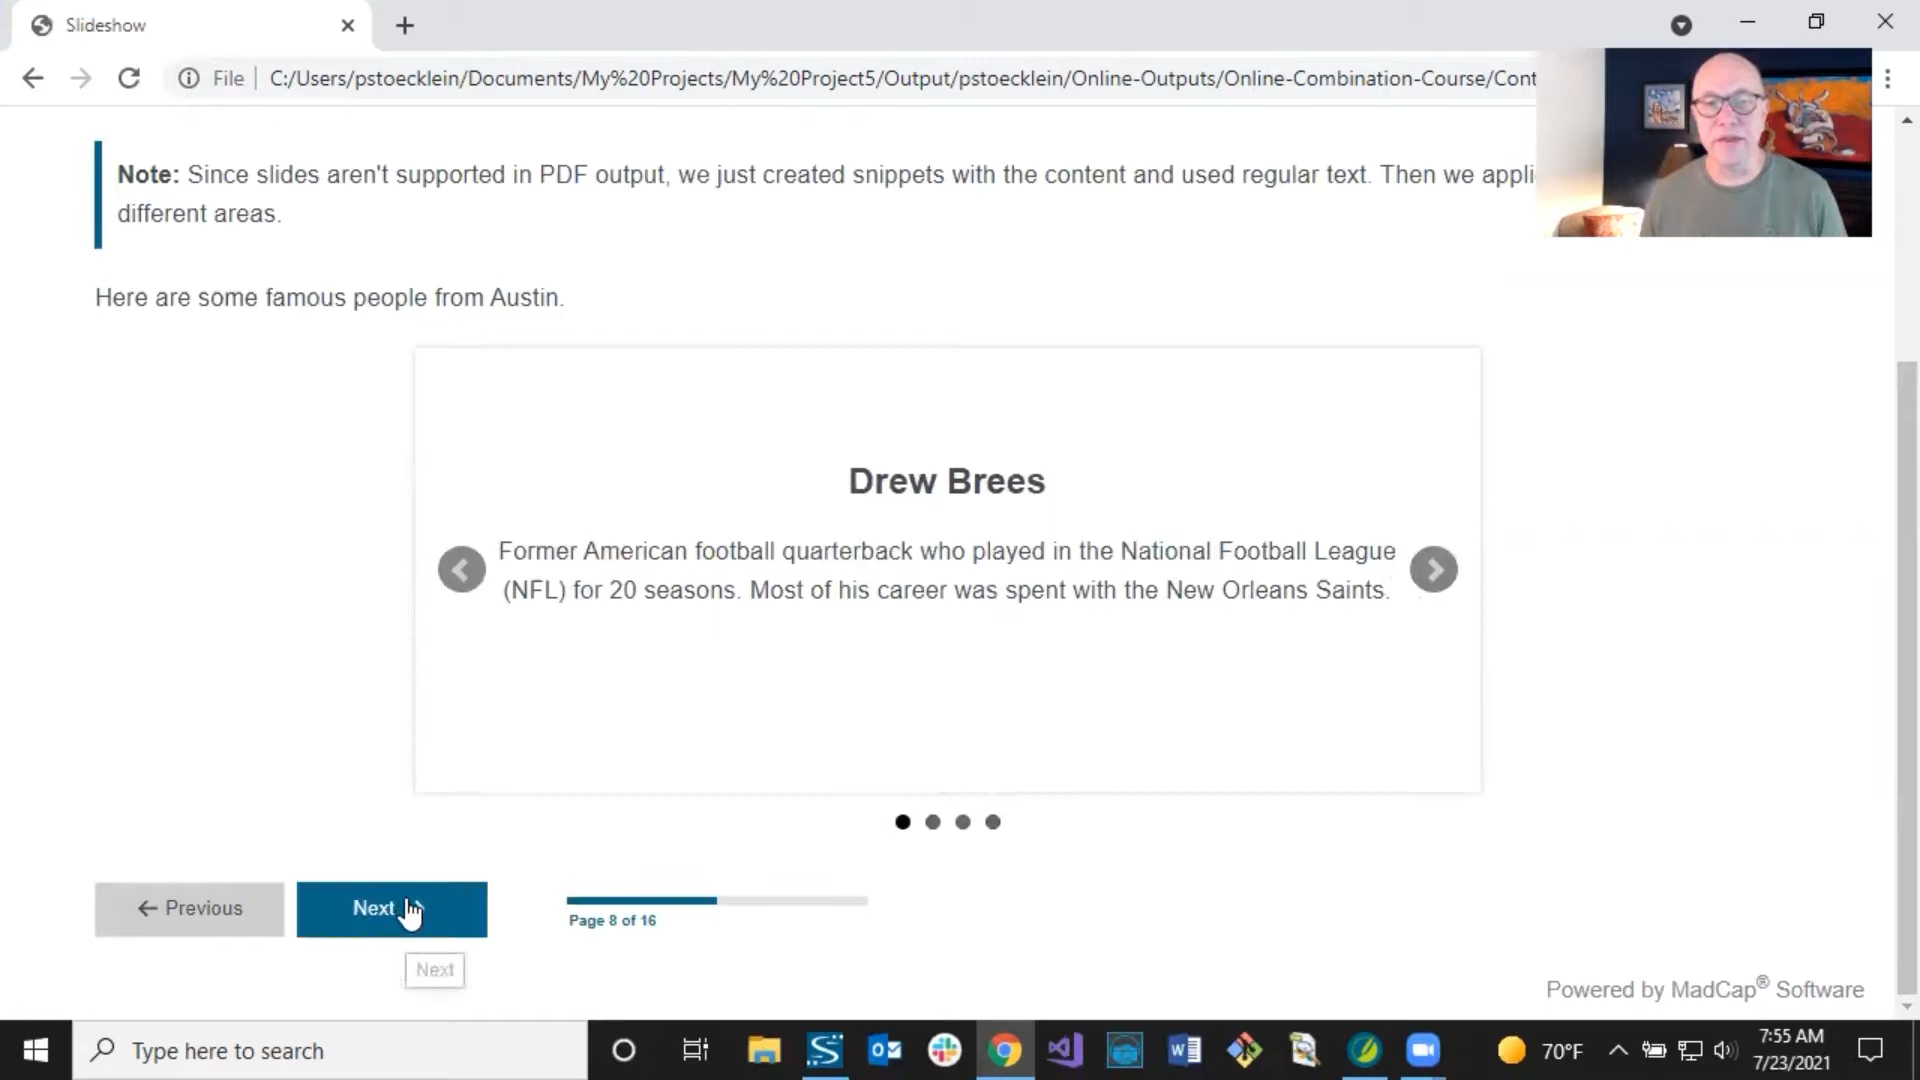 Slideshow
File
C:/Users/pstoecklein/Documents/My%20Projects/My%20Project5/Output/pstoecklein/Online-Outputs/Online-Combination-Course/Cont
Note: Since slides aren't supported in PDF output, we just created snippets with the content and used regular text. Then we appli
different areas.
Here are some famous people from Austin.
Drew Brees
Former American football quarterback who played in the National Football League
(NFL) for 20 seasons. Most of his career was spent with the New Orleans Saints.
Previous
Next
Page 8 of 16
Next
Powered by MadCap® Software
Type here to search
70°F
7:55 AM
7/23/2021